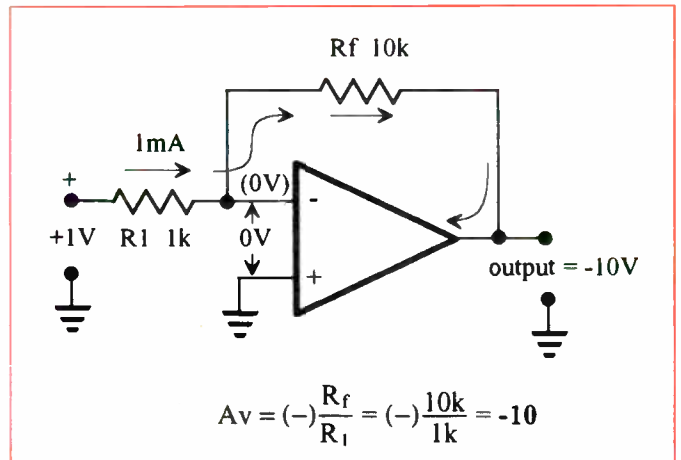 Rf 10k
1mA
(0V)
-
+
+1V
R1 1k
0V
+
output = -10V
Av = (−) Rf / R1 = (−) 10k / 1k = -10